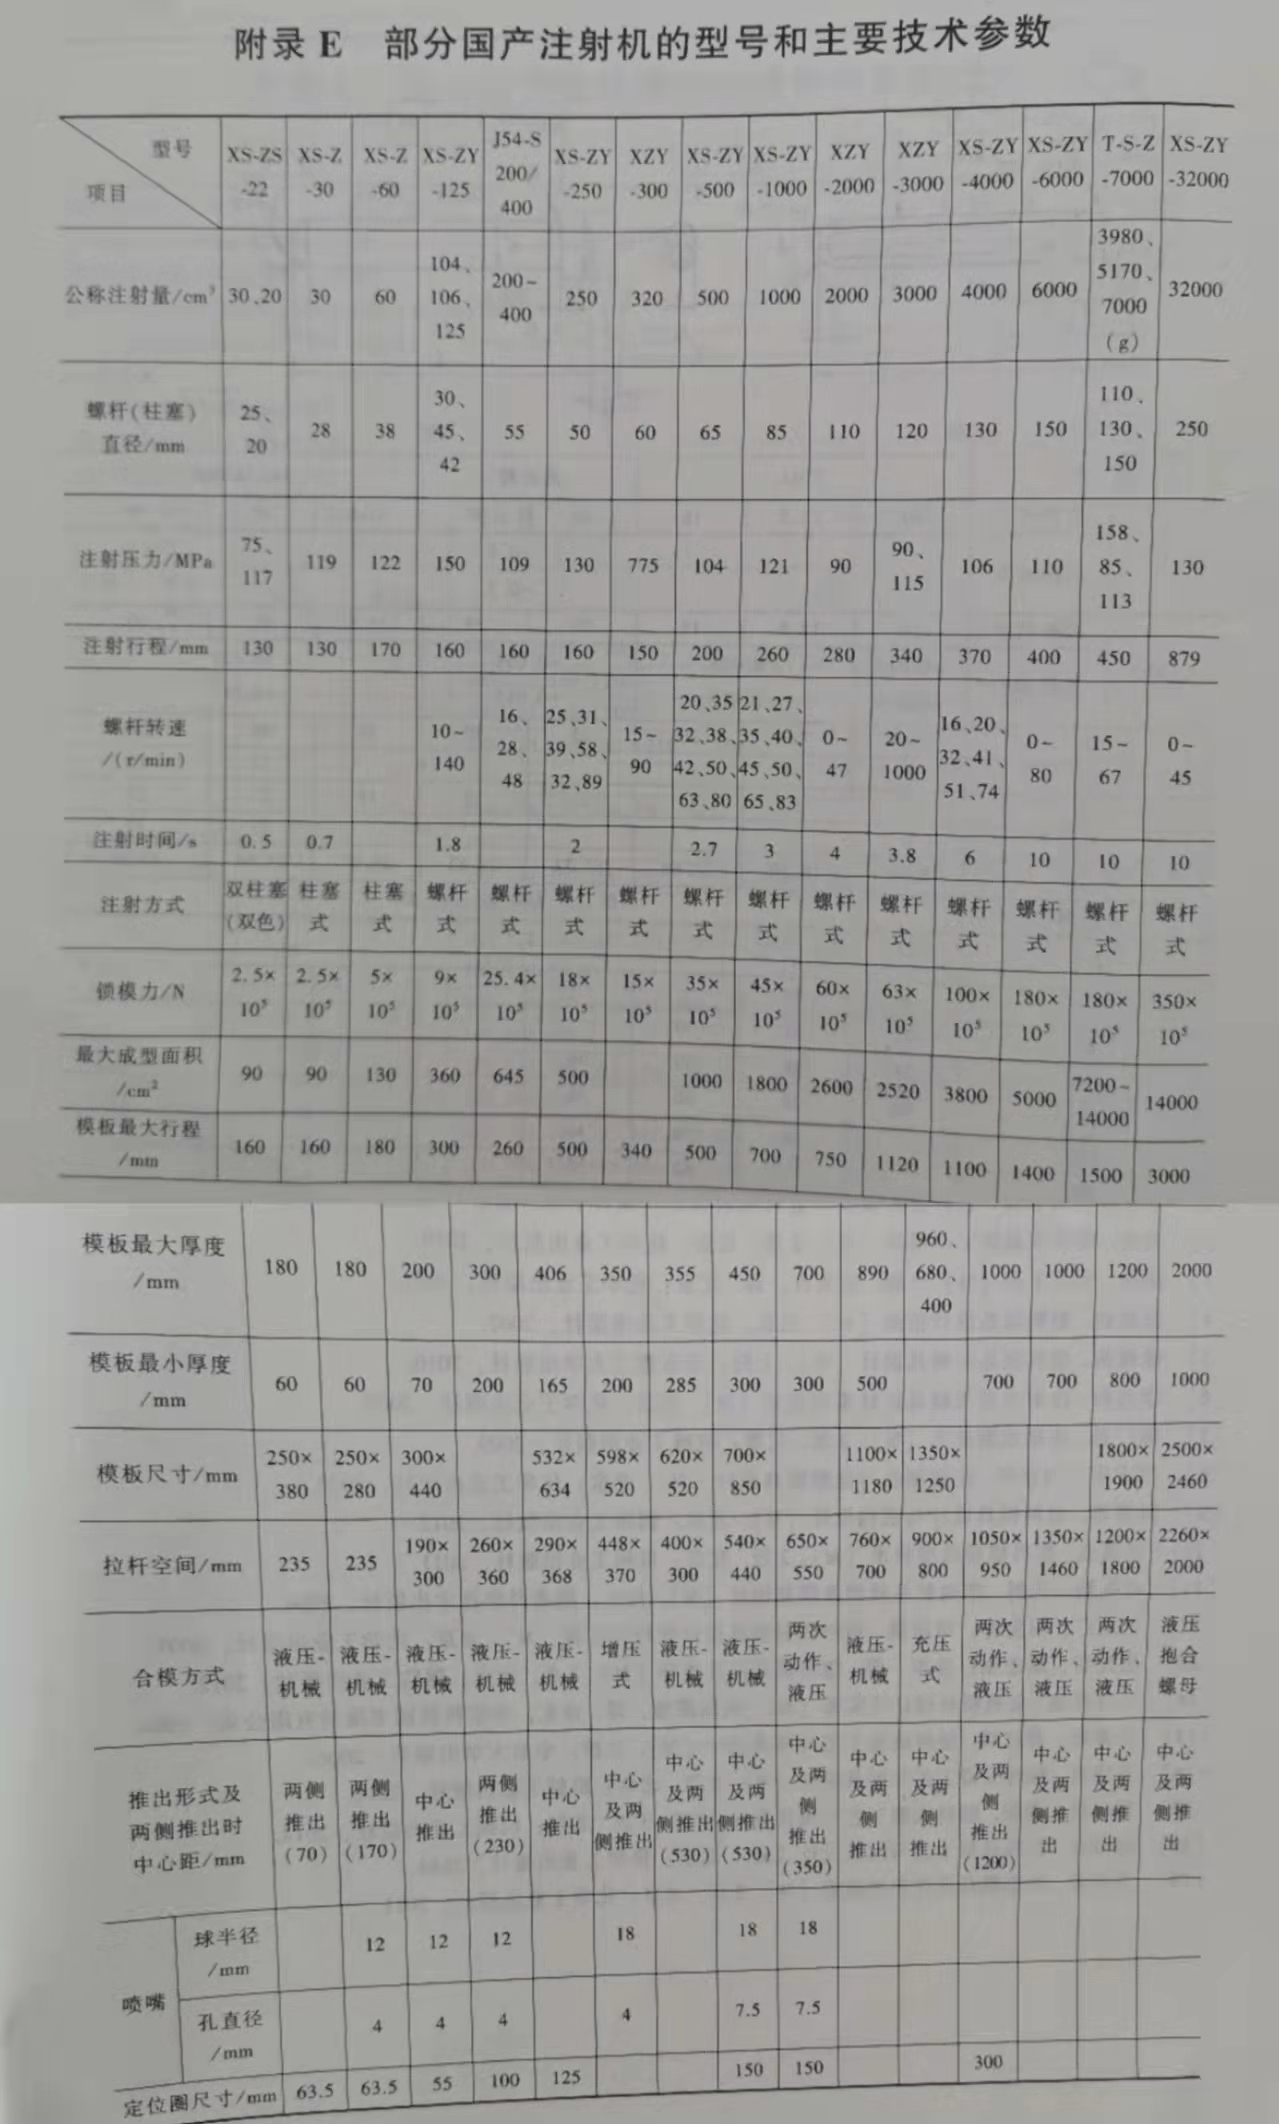 附录 E 部分国产注射机的型号和主要技术参数
型号 项目 XS-ZS-22 XS-Z-30 XS-Z-60 XS-ZY-125 J54-S200/400 XS-ZY-250 XZY-300 XS-ZY-500 XS-ZY-1000 XZY-2000 XZY-3000 XS-ZY-4000 XS-ZY-6000 T-S-Z-7000 XS-ZY-32000
公称注射量/cm³ 30、20 30 60 104、106、125 200~400 250 320 500 1000 2000 3000 4000 6000 3980、5170、7000(g) 32000
螺杆(柱塞)直径/mm 25、20 28 38 30、45、42 55 50 60 65 85 110 120 130 150 110、130、150 250
注射压力/MPa 75、117 119 122 150 109 130 775 104 121 90 90、115 106 110 158、85、113 130
注射行程/mm 130 130 170 160 160 160 150 200 260 280 340 370 400 450 879
螺杆转速/(r/min) 10~140 16、28、48 25、31、39、58、32、89 15~90 20、35 32、38、42、50、63、80 21、27、35、40、45、50、65、83 0~47 20~1000 16、20、32、41、51、74 0~80 15~67 0~45
注射时间/s 0.5 0.7 1.8 2 2.7 3 4 3.8 6 10 10 10
注射方式 双柱塞(双色) 柱塞式 柱塞式 螺杆式 螺杆式 螺杆式 螺杆式 螺杆式 螺杆式 螺杆式 螺杆式 螺杆式 螺杆式 螺杆式 螺杆式
锁模力/N 2.5×10⁵ 2.5×10⁵ 5×10⁵ 9×10⁵ 25.4×10⁵ 18×10⁵ 15×10⁵ 35×10⁵ 45×10⁵ 60×10⁵ 63×10⁵ 100×10⁵ 180×10⁵ 180×10⁵ 350×10⁵
最大成型面积/cm² 90 90 130 360 645 500 1000 1800 2600 2520 3800 5000 7200~14000 14000
模板最大行程/mm 160 160 180 300 260 500 340 500 700 750 1120 1100 1400 1500 3000
模板最大厚度/mm 180 180 200 300 406 350 355 450 700 890 960、680、400 1000 1000 1200 2000
模板最小厚度/mm 60 60 70 200 165 200 285 300 300 500 700 700 800 1000
模板尺寸/mm 250×380 250×280 300×440 532×634 598×520 620×520 700×850 1100×1180 1350×1250 1800×1900 2500×2460
拉杆空间/mm 235 235 190×300 260×360 290×368 448×370 400×300 540×440 650×550 760×700 900×800 1050×950 1350×1460 1200×1800 2260×2000
合模方式 液压-机械 液压-机械 液压-机械 液压-机械 液压-机械 增压式 液压-机械 液压-机械 两次动作、液压 液压-机械 充压式 两次动作、液压 两次动作、液压 两次动作、液压 液压抱合螺母
推出形式及两侧推出时中心距/mm 两侧推出(70) 两侧推出(170) 中心推出 两侧推出(230) 中心推出 中心及两侧推出 中心及两侧推出(530) 中心及两侧推出(530) 中心及两侧推出(350) 中心及两侧推出 中心及两侧推出 中心及两侧推出(1200) 中心及两侧推出 中心及两侧推出 中心及两侧推出
喷嘴 球半径/mm 12 12 12 18 18 18
孔直径/mm 4 4 4 4 7.5 7.5
定位圈尺寸/mm 63.5 63.5 55 100 125 150 150 300